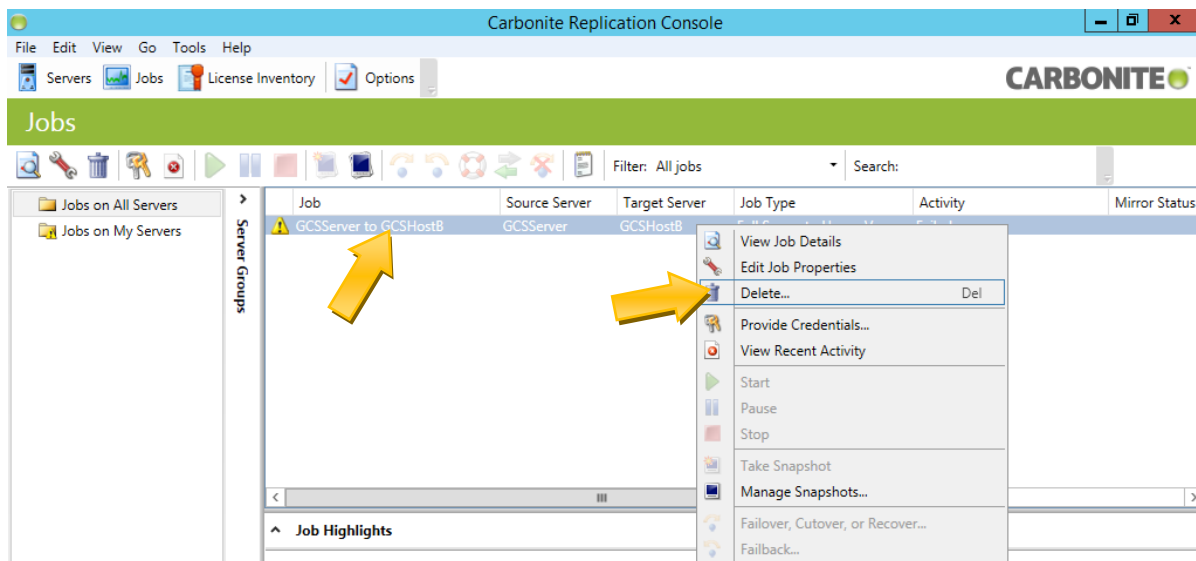 Carbonite Replication Console
File Edit View Go Tools Help
Servers Jobs License Inventory Options
CARBONITE
Jobs
Filter: All jobs Search:
Jobs on All Servers
Jobs on My Servers
Server Groups
Job Source Server Target Server Job Type Activity Mirror Status
GCSServer to GCSHostB GCSServer GCSHostB
View Job Details
Edit Job Properties
Delete... Del
Provide Credentials...
View Recent Activity
Start
Pause
Stop
Take Snapshot
Manage Snapshots...
Failover, Cutover, or Recover...
Failback...
Job Highlights